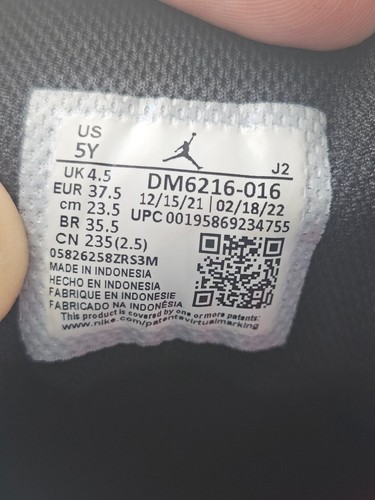 US
5Y
J2
UK 4.5
EUR 37.5
cm 23.5
BR 35.5
CN 235(2.5)
DM6216-016
12/15/21 | 02/18/22
UPC 00195869234755
05826258ZRS3M
MADE IN INDONESIA
HECHO EN INDONESIA
FABRIQUE EN INDONESIE
FABRICADO NA INDONÉSIA
This product is covered by one or more patents:
www.nike.com/patentsvirtualmarking